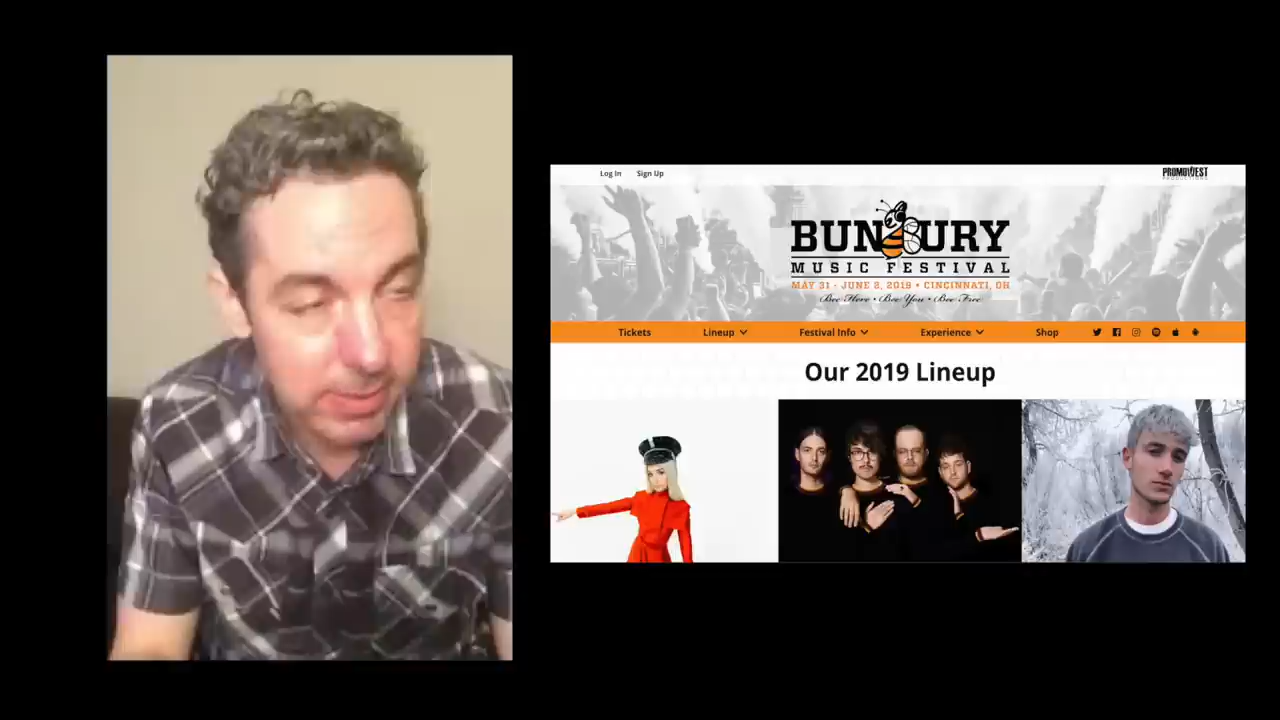 Log In Sign Up
PROMOWEST
PRODUCTIONS
BUNBURY
MUSIC FESTIVAL
MAY 31 - JUNE 2, 2019 • CINCINNATI, OH
Bee Here • Bee You • Bee Free
Tickets Lineup Festival Info Experience Shop
Our 2019 Lineup